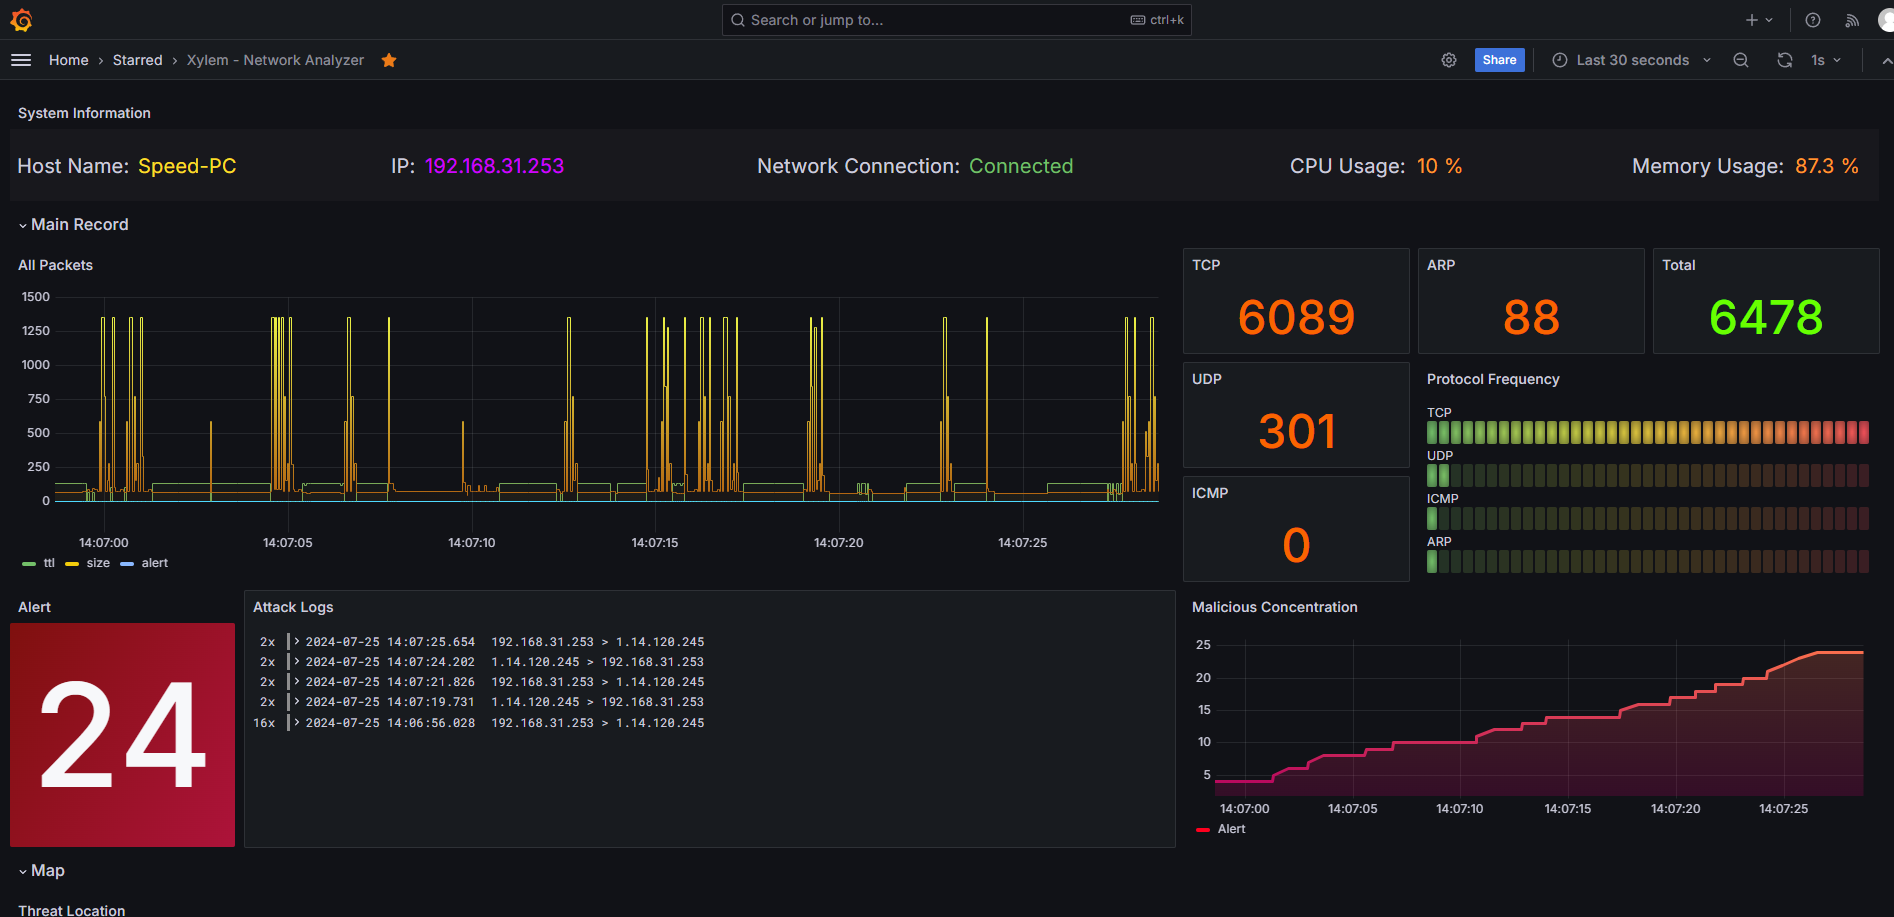 Search or jump to... ctrl+k
Home › Starred › Xylem - Network Analyzer
Share Last 30 seconds 1s
System Information
Host Name: Speed-PC IP: 192.168.31.253 Network Connection: Connected CPU Usage: 10 % Memory Usage: 87.3 %
Main Record
All Packets
1500
1250
1000
750
500
250
0
14:07:00 14:07:05 14:07:10 14:07:15 14:07:20 14:07:25
ttl size alert
TCP
6089
ARP
88
Total
6478
UDP
301
ICMP
0
Protocol Frequency
TCP
UDP
ICMP
ARP
Alert
24
Attack Logs
2x › 2024-07-25 14:07:25.654 192.168.31.253 > 1.14.120.245
2x › 2024-07-25 14:07:24.202 1.14.120.245 > 192.168.31.253
2x › 2024-07-25 14:07:21.826 192.168.31.253 > 1.14.120.245
2x › 2024-07-25 14:07:19.731 1.14.120.245 > 192.168.31.253
16x › 2024-07-25 14:06:56.028 192.168.31.253 > 1.14.120.245
Malicious Concentration
25
20
15
10
5
14:07:00 14:07:05 14:07:10 14:07:15 14:07:20 14:07:25
Alert
Map
Threat Location